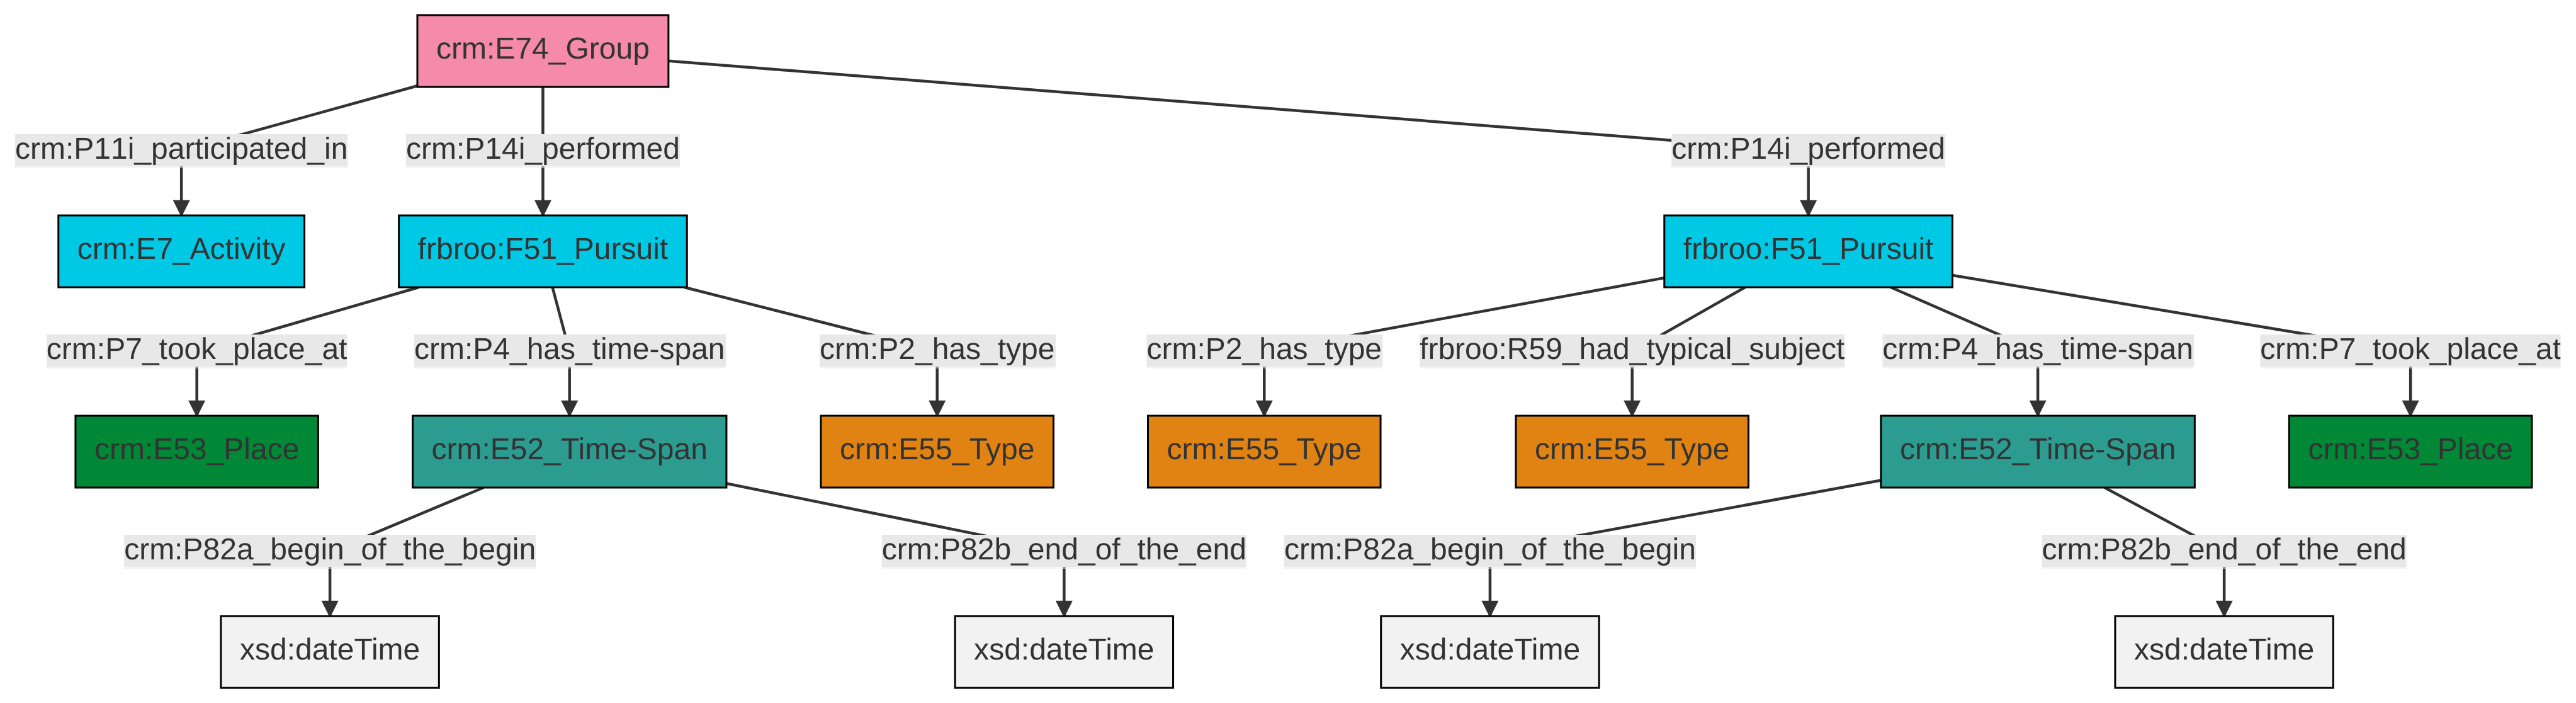 crm:E74_Group
crm:P11i_participated_in
crm:P14i_performed
crm:P14i_performed
crm:E7_Activity
frbroo:F51_Pursuit
frbroo:F51_Pursuit
crm:P7_took_place_at
crm:P4_has_time-span
crm:P2_has_type
crm:P2_has_type
frbroo:R59_had_typical_subject
crm:P4_has_time-span
crm:P7_took_place_at
crm:E53_Place
crm:E52_Time-Span
crm:E55_Type
crm:E55_Type
crm:E55_Type
crm:E52_Time-Span
crm:E53_Place
crm:P82a_begin_of_the_begin
crm:P82b_end_of_the_end
crm:P82a_begin_of_the_begin
crm:P82b_end_of_the_end
xsd:dateTime
xsd:dateTime
xsd:dateTime
xsd:dateTime